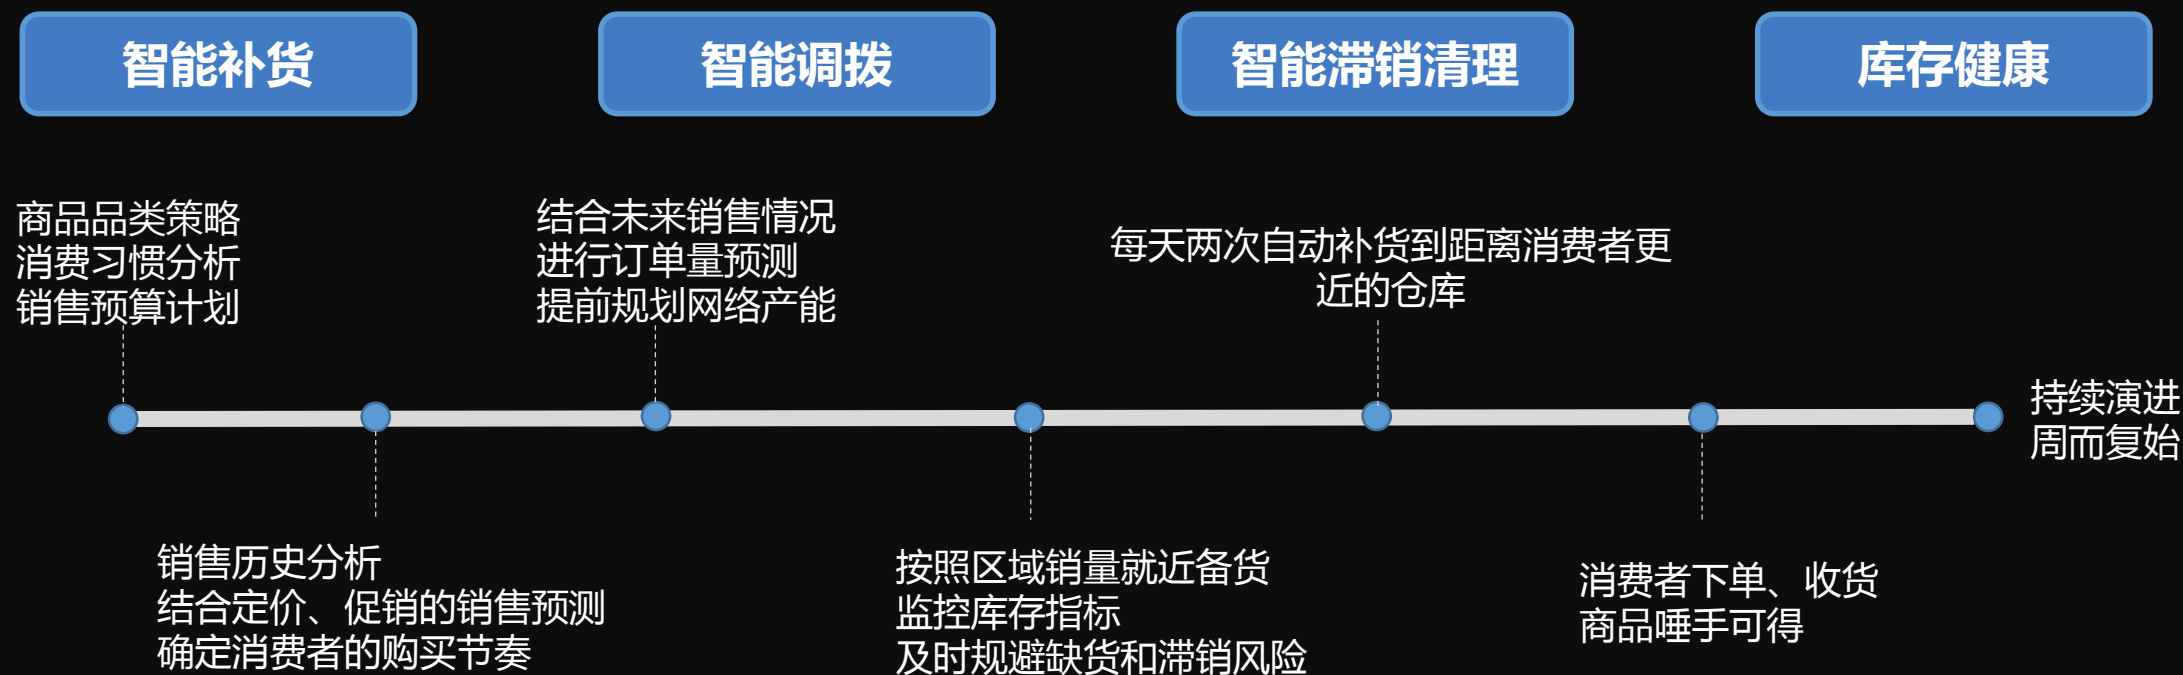 智能补货
智能调拨
智能滞销清理
库存健康
商品品类策略
消费习惯分析
销售预算计划
结合未来销售情况
进行订单量预测
提前规划网络产能
每天两次自动补货到距离消费者更
近的仓库
持续演进
周而复始
销售历史分析
结合定价、促销的销售预测
确定消费者的购买节奏
按照区域销量就近备货
监控库存指标
及时规避缺货和滞销风险
消费者下单、收货
商品唾手可得